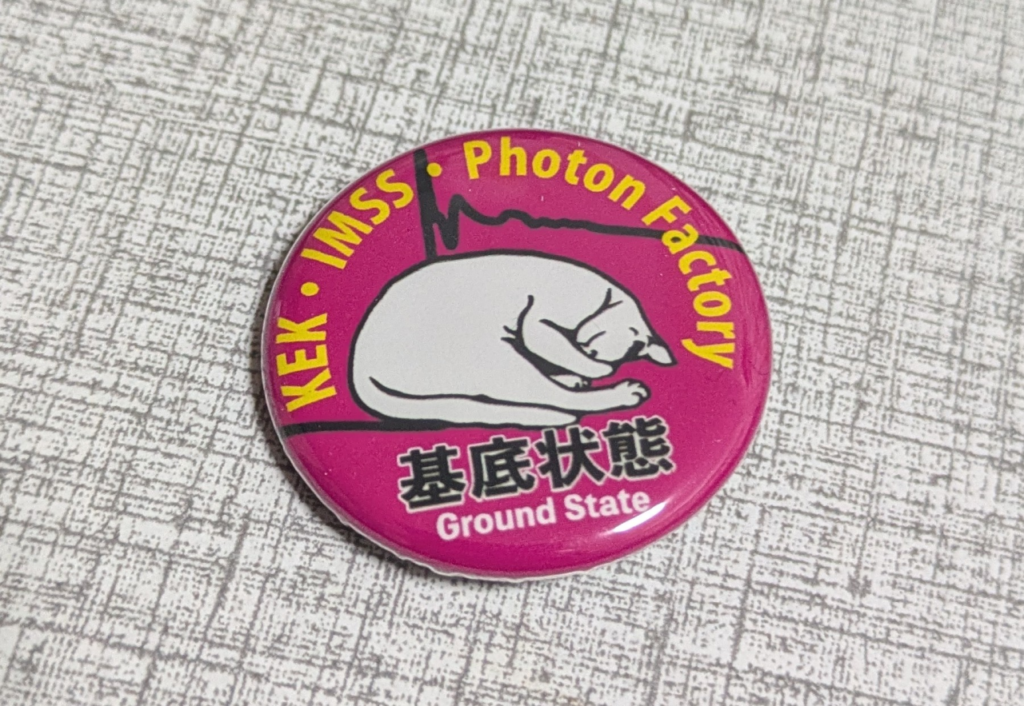 KEK・IMSS・Photon Factory
基底状態
Ground State